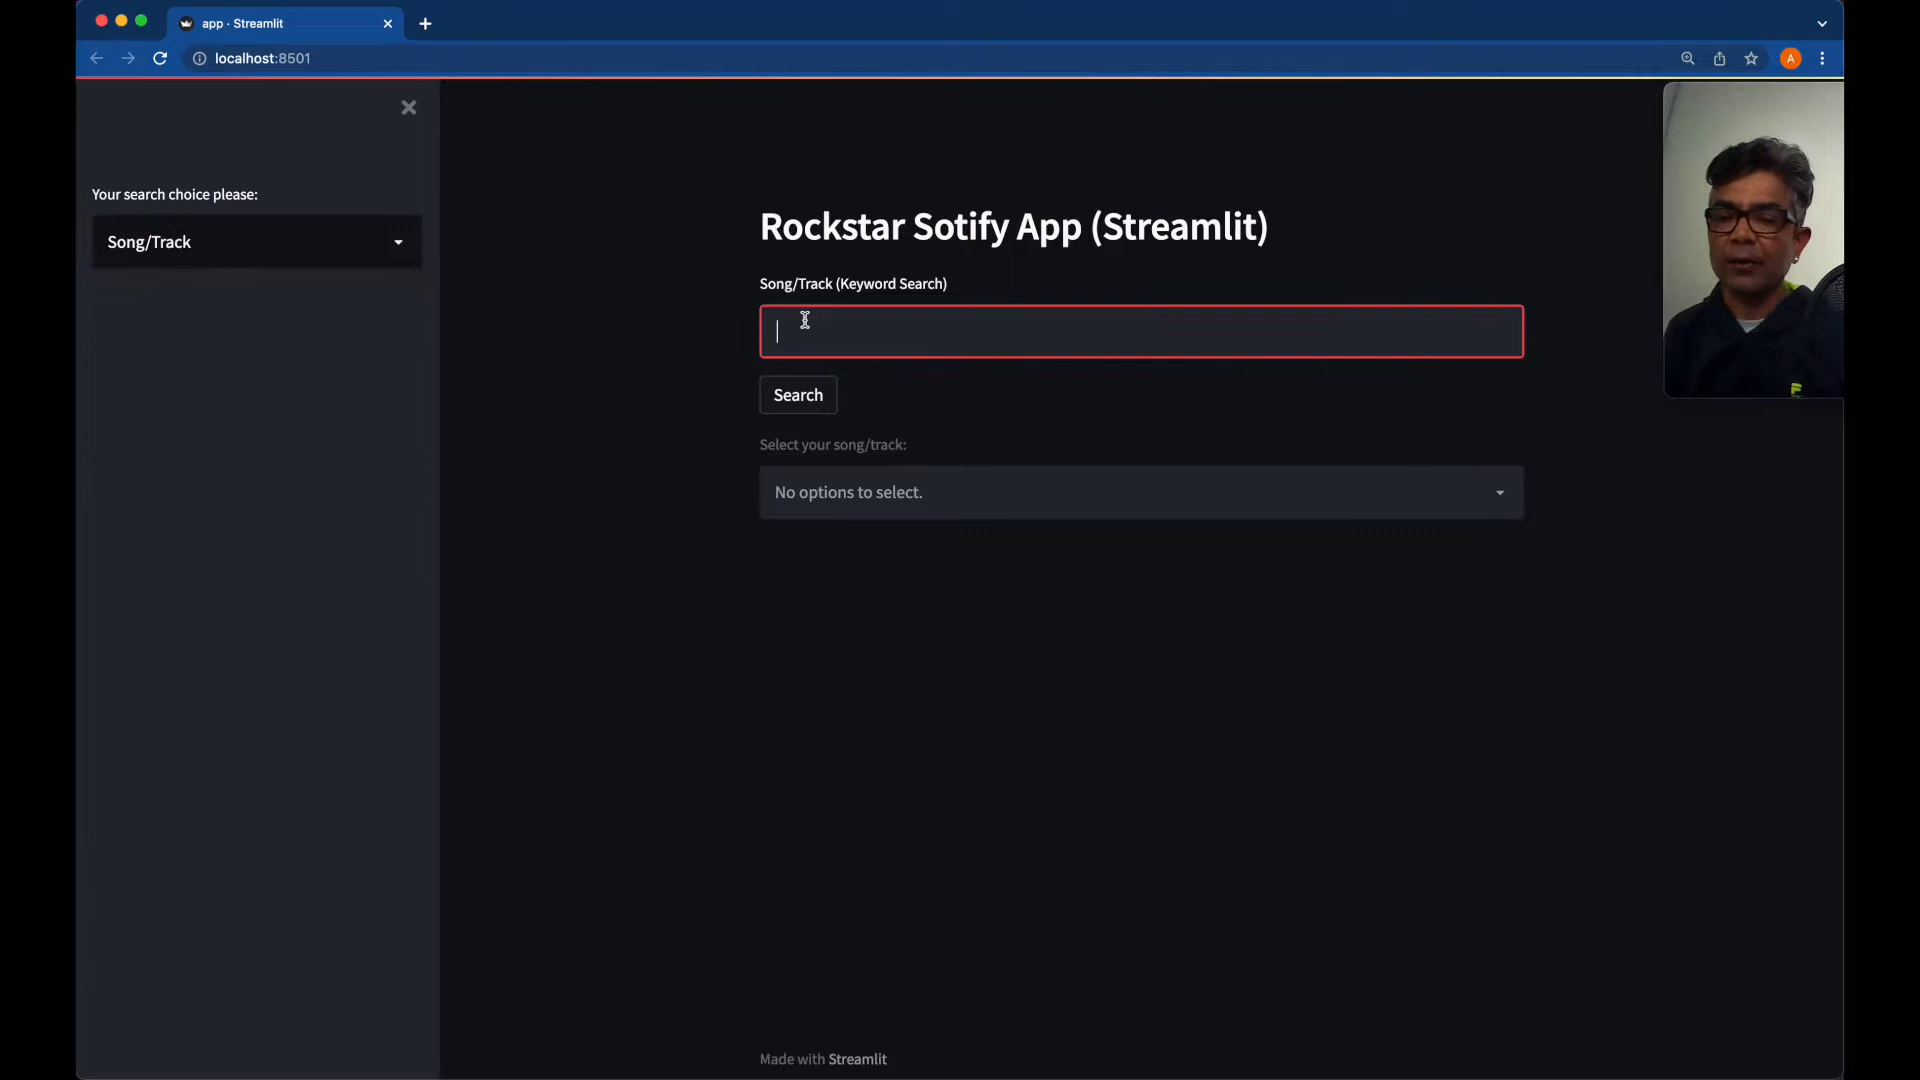 app · Streamlit
localhost:8501
A
Your search choice please:
Song/Track
Rockstar Sotify App (Streamlit)
Song/Track (Keyword Search)
Search
Select your song/track:
No options to select.
Made with Streamlit